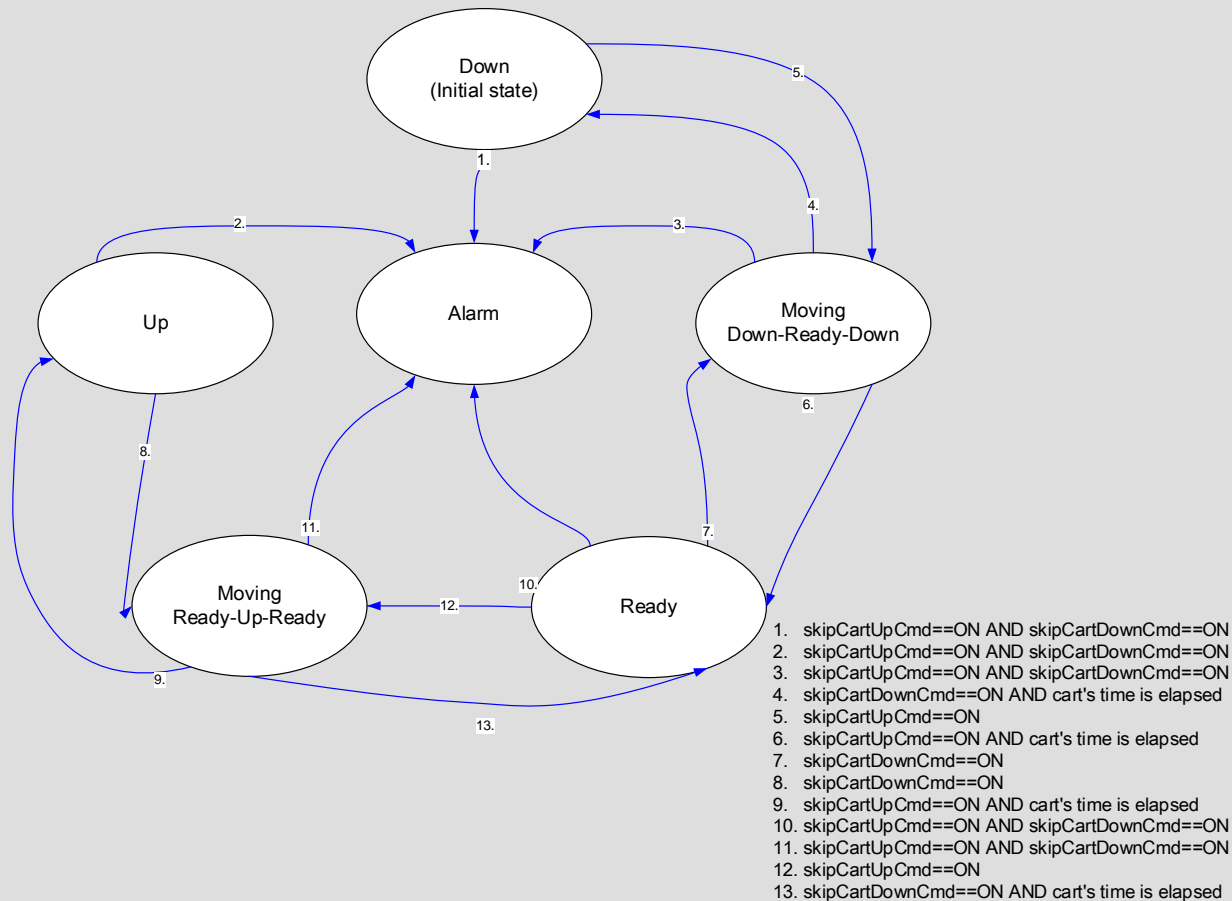 Down
(Initial state)
5.
1.
4.
2.
3.
Up
Alarm
Moving
Down-Ready-Down
6.
8.
11.
7.
Moving
Ready-Up-Ready
10.
12.
Ready
9.
13.
1. skipCartUpCmd==ON AND skipCartDownCmd==ON
2. skipCartUpCmd==ON AND skipCartDownCmd==ON
3. skipCartUpCmd==ON AND skipCartDownCmd==ON
4. skipCartDownCmd==ON AND cart's time is elapsed
5. skipCartUpCmd==ON
6. skipCartUpCmd==ON AND cart's time is elapsed
7. skipCartDownCmd==ON
8. skipCartDownCmd==ON
9. skipCartUpCmd==ON AND cart's time is elapsed
10. skipCartUpCmd==ON AND skipCartDownCmd==ON
11. skipCartUpCmd==ON AND skipCartDownCmd==ON
12. skipCartUpCmd==ON
13. skipCartDownCmd==ON AND cart's time is elapsed